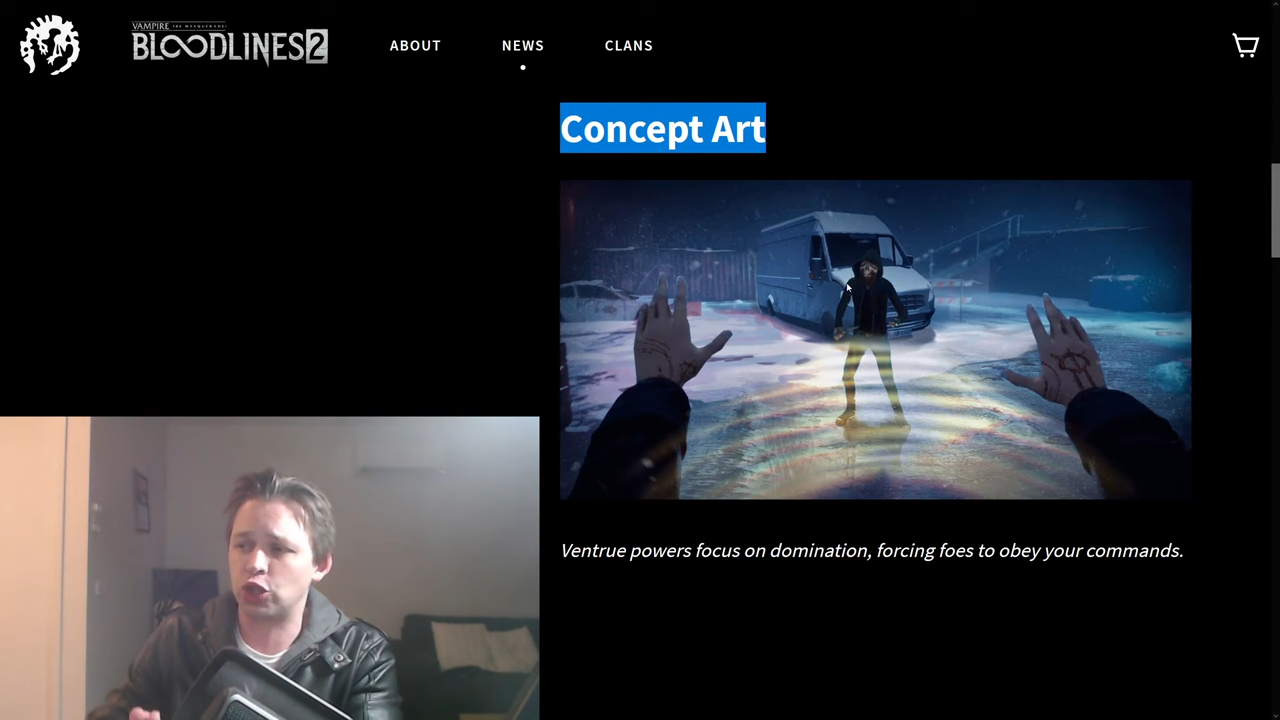 VAMPIRE THE MASQUERADE
BLOODLINES 2
ABOUT
NEWS
CLANS
Concept Art
Ventrue powers focus on domination, forcing foes to obey your commands.